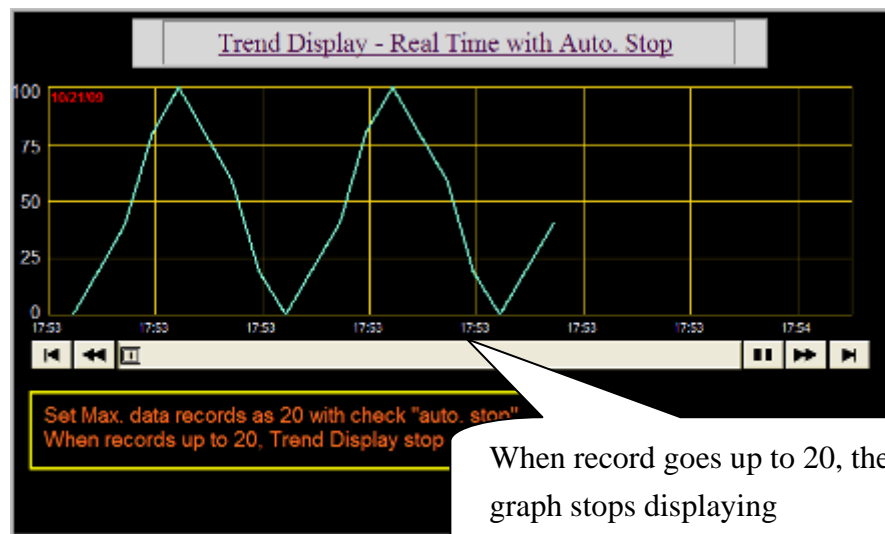 Trend Display - Real Time with Auto. Stop
100
10/21/09
75
50
25
0
17:53 17:53 17:53 17:53 17:53 17:53 17:53 17:54
Set Max. data records as 20 with check "auto. stop"
When records up to 20, Trend Display stop
When record goes up to 20, the
graph stops displaying